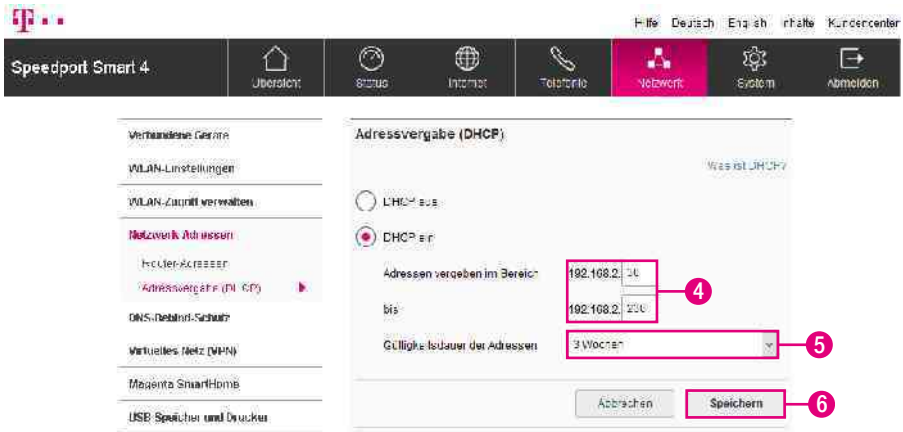 T
Hilfe Deutsch English Inhalte Kundencenter
Speedport Smart 4
Übersicht Status Internet Telefonie Netzwerk System Abmelden
Verbundene Geräte
WLAN-Einstellungen
WLAN-Zugriff verwalten
Netzwerk Adressen
Router-Adressen
Adressvergabe (DHCP)
DNS-Rebind-Schutz
Virtuelles Netz (VPN)
Magenta SmartHome
USB Speicher und Drucker
Adressvergabe (DHCP)
Was ist DHCP?
DHCP aus
DHCP ein
Adressen vergeben im Bereich 192.168.2.
4
bis 192.168.2.
Gültigkeitsdauer der Adressen 3 Wochen
5
Abbrechen Speichern
6